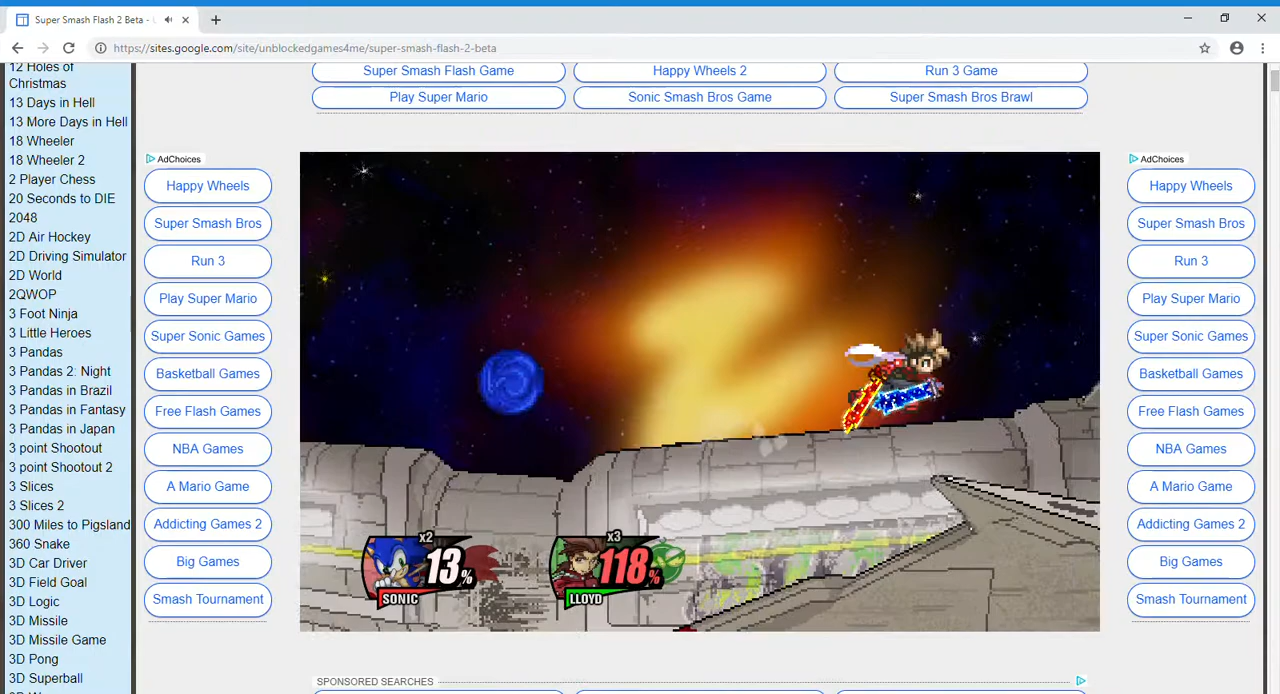 Super Smash Flash 2 Beta -
https://sites.google.com/site/unblockedgames4me/super-smash-flash-2-beta
12 Holes of
Christmas
13 Days in Hell
13 More Days in Hell
18 Wheeler
18 Wheeler 2
2 Player Chess
20 Seconds to DIE
2048
2D Air Hockey
2D Driving Simulator
2D World
2QWOP
3 Foot Ninja
3 Little Heroes
3 Pandas
3 Pandas 2: Night
3 Pandas in Brazil
3 Pandas in Fantasy
3 Pandas in Japan
3 point Shootout
3 point Shootout 2
3 Slices
3 Slices 2
300 Miles to Pigsland
360 Snake
3D Car Driver
3D Field Goal
3D Logic
3D Missile
3D Missile Game
3D Pong
3D Superball
Super Smash Flash Game
Happy Wheels 2
Run 3 Game
Play Super Mario
Sonic Smash Bros Game
Super Smash Bros Brawl
AdChoices
Happy Wheels
Super Smash Bros
Run 3
Play Super Mario
Super Sonic Games
Basketball Games
Free Flash Games
NBA Games
A Mario Game
Addicting Games 2
Big Games
Smash Tournament
x2
13%
SONIC
x3
118%
LLOYD
AdChoices
Happy Wheels
Super Smash Bros
Run 3
Play Super Mario
Super Sonic Games
Basketball Games
Free Flash Games
NBA Games
A Mario Game
Addicting Games 2
Big Games
Smash Tournament
SPONSORED SEARCHES